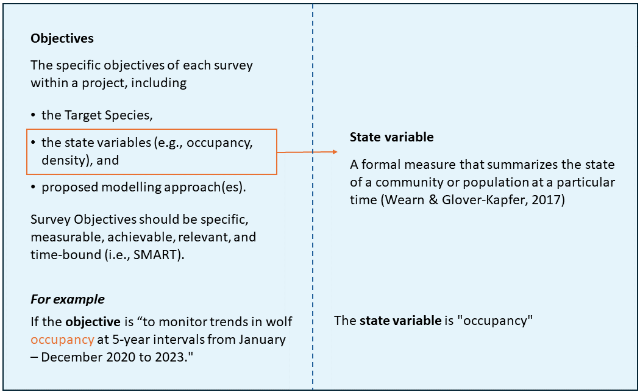 Objectives
The specific objectives of each survey
within a project, including
• the Target Species,
• the state variables (e.g., occupancy,
density), and
• proposed modelling approach(es).
Survey Objectives should be specific,
measurable, achievable, relevant, and
time-bound (i.e., SMART).
For example
If the objective is “to monitor trends in wolf
occupancy at 5-year intervals from January
– December 2020 to 2023."
State variable
A formal measure that summarizes the state
of a community or population at a particular
time (Wearn & Glover-Kapfer, 2017)
The state variable is "occupancy"